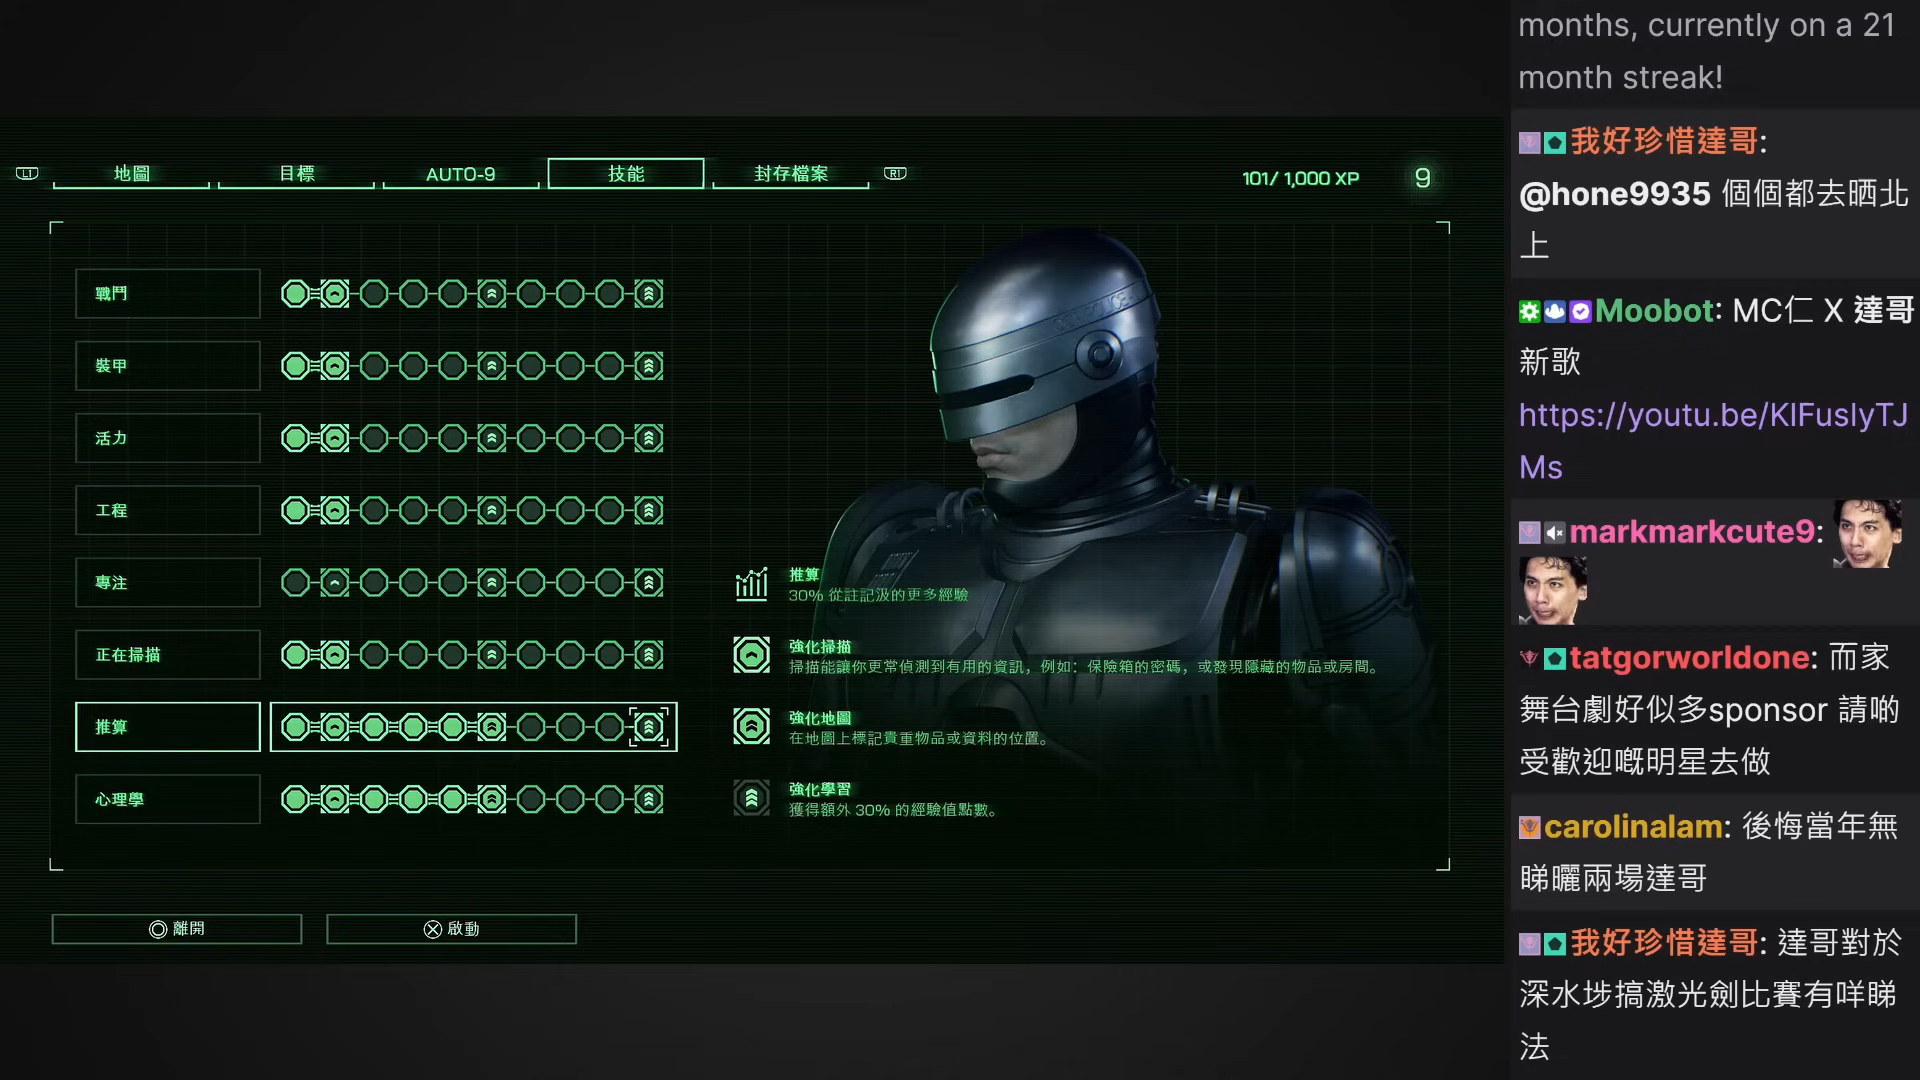 L1
地圖
目標
AUTO-9
技能
封存檔案
R1
101/ 1,000 XP
9
戰鬥
裝甲
活力
工程
專注
正在掃描
推算
心理學
推算
30% 從註記汲的更多經驗
強化掃描
掃描能讓你更常偵測到有用的資訊，例如：保險箱的密碼，或發現隱藏的物品或房間。
強化地圖
在地圖上標記貴重物品或資料的位置。
強化學習
獲得額外 30% 的經驗值點數。
離開
啟動
months, currently on a 21
month streak!
我好珍惜達哥:
@hone9935 個個都去晒北
上
Moobot: MC仁 X 達哥
新歌
https://youtu.be/KlFuslyTJ
Ms
markmarkcute9:
tatgorworldone: 而家
舞台劇好似多sponsor 請啲
受歡迎嘅明星去做
carolinalam: 後悔當年無
睇曬兩場達哥
我好珍惜達哥: 達哥對於
深水埗搞激光劍比賽有咩睇
法